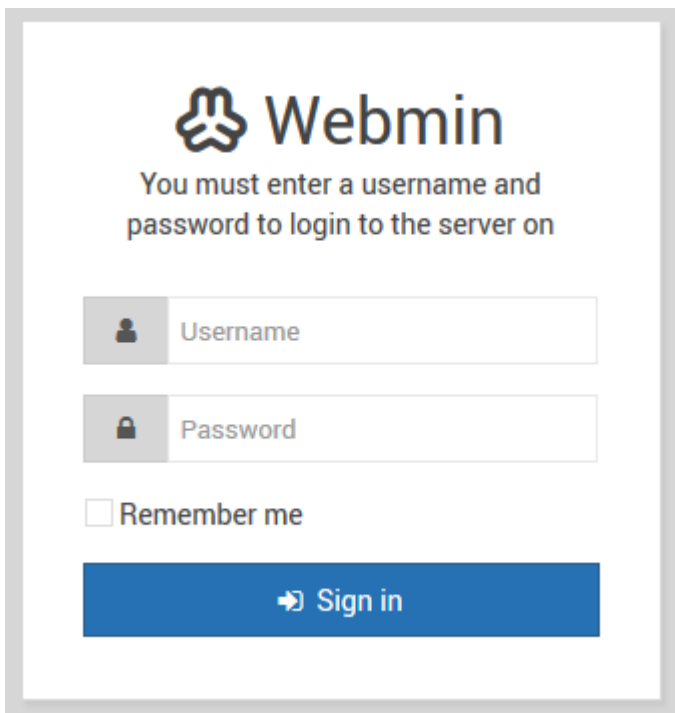 Webmin
You must enter a username and
password to login to the server on
Username
Password
Remember me
Sign in